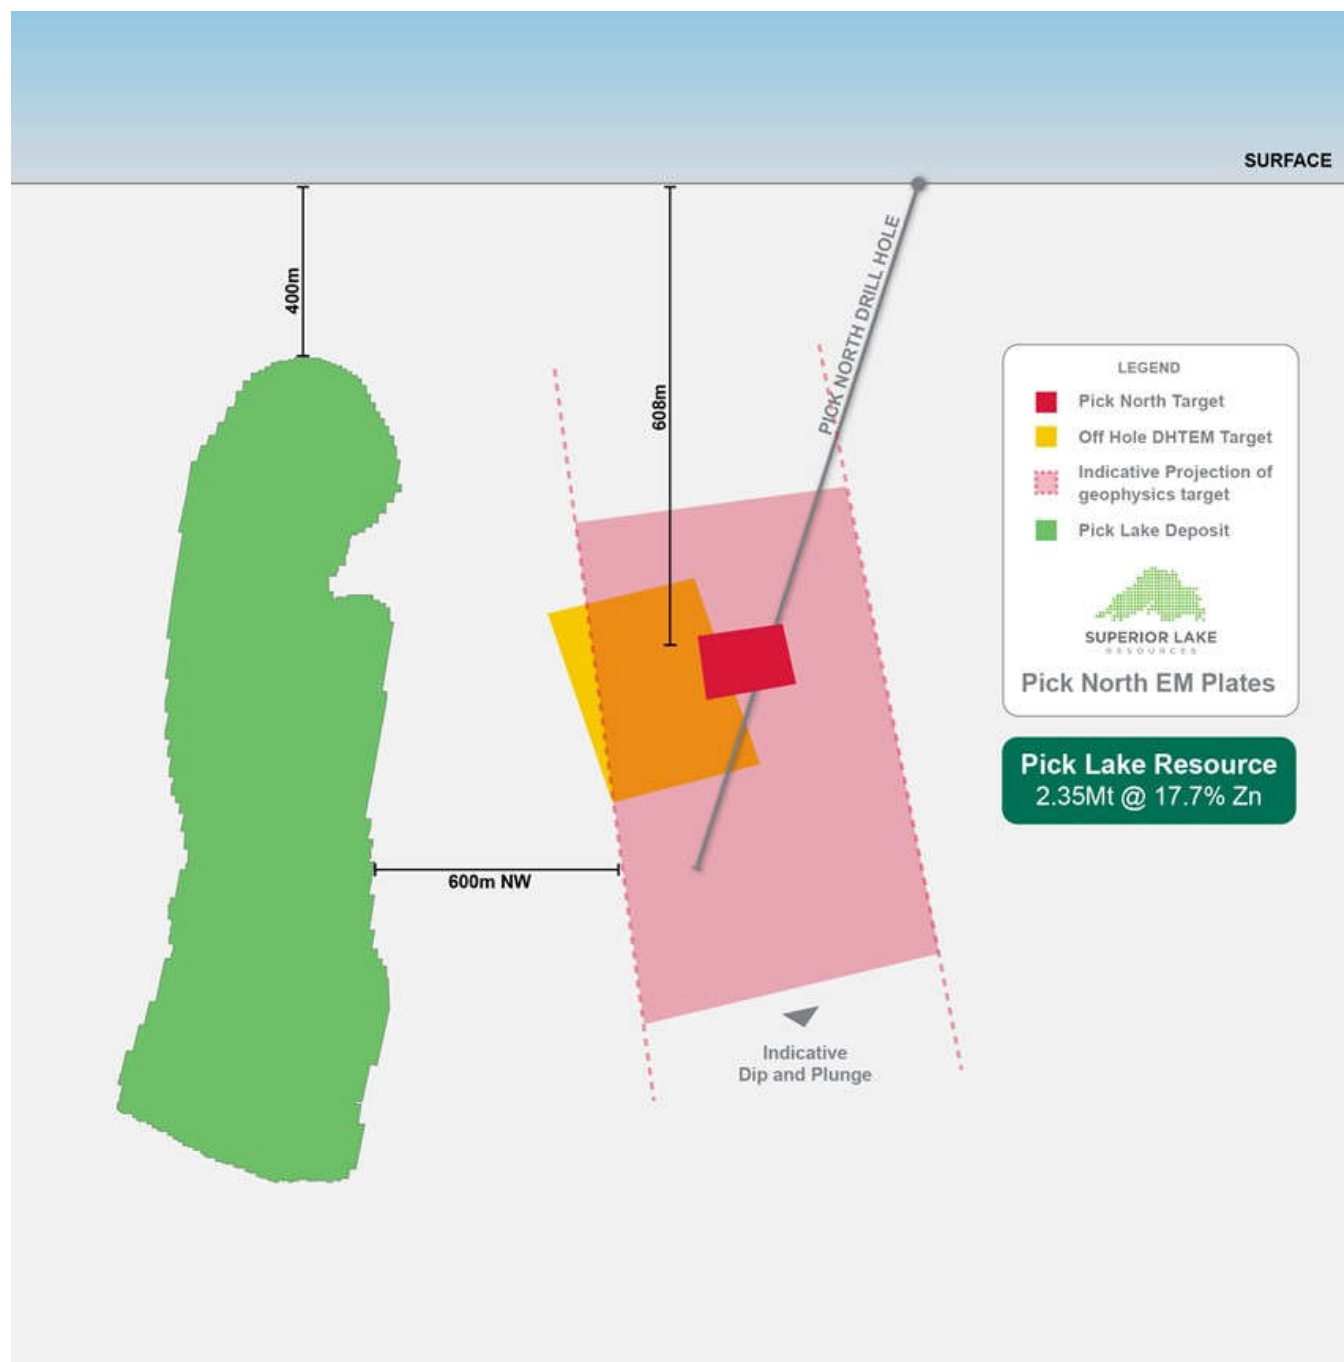 SURFACE
400m
608m
PICK NORTH DRILL HOLE
LEGEND
Pick North Target
Off Hole DHTEM Target
Indicative Projection of
geophysics target
Pick Lake Deposit
SUPERIOR LAKE
RESOURCES
Pick North EM Plates
Pick Lake Resource
2.35Mt @ 17.7% Zn
600m NW
Indicative
Dip and Plunge